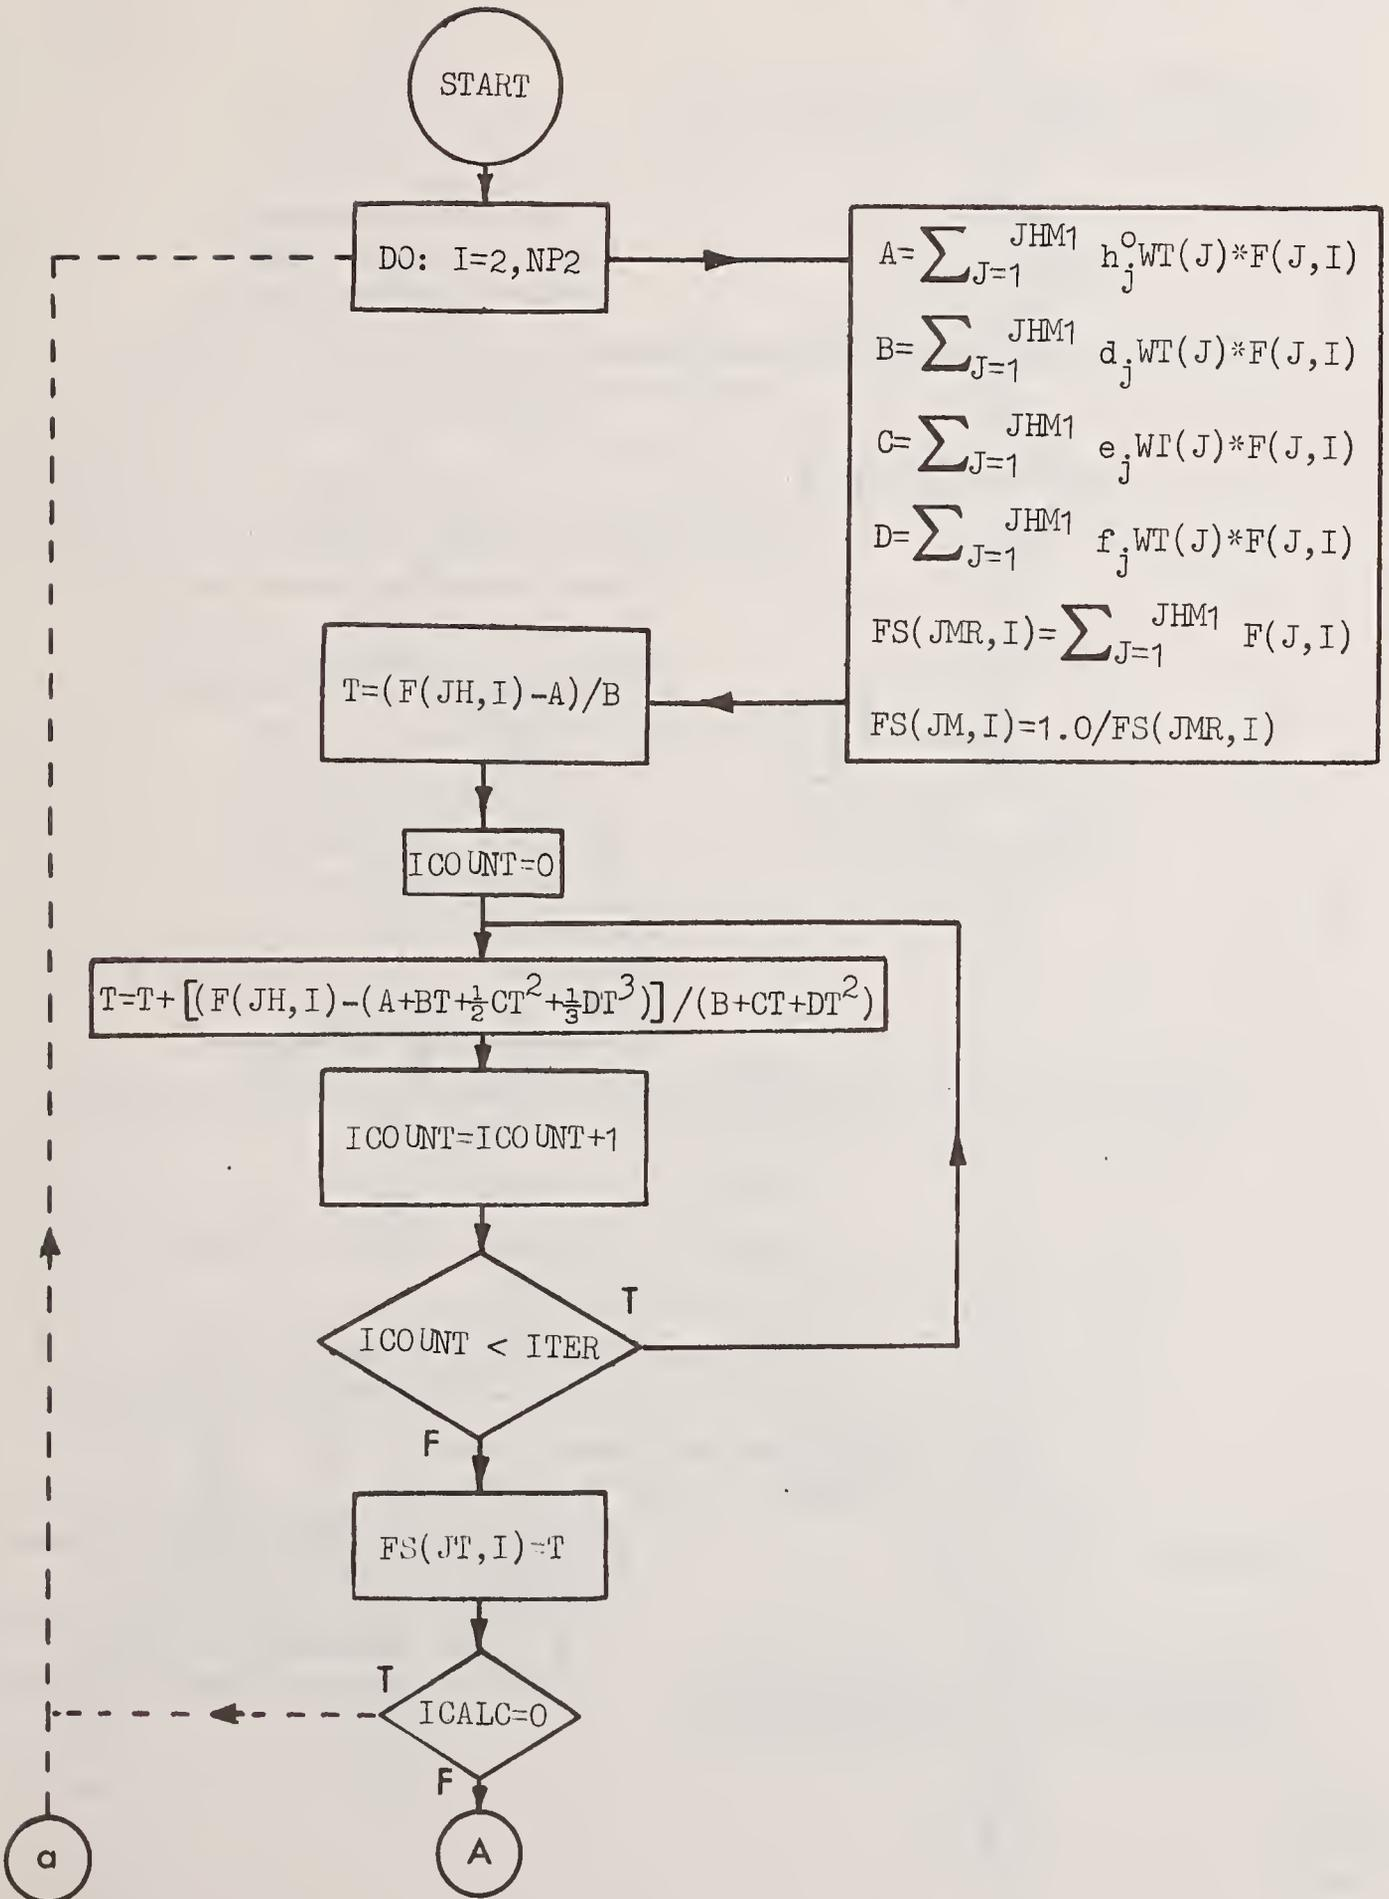 START
DO: I=2,NP2
A=∑J=1 JHM1 h°jWT(J)*F(J,I)
B=∑J=1 JHM1 djWT(J)*F(J,I)
C=∑J=1 JHM1 ejWT(J)*F(J,I)
D=∑J=1 JHM1 fjWT(J)*F(J,I)
FS(JMR,I)=∑J=1 JHM1 F(J,I)
FS(JM,I)=1.0/FS(JMR,I)
T=(F(JH,I)-A)/B
ICOUNT=0
T=T+[(F(JH,I)-(A+BT+½CT²+⅓DT³)]/(B+CT+DT²)
ICOUNT=ICOUNT+1
T
ICOUNT < ITER
F
FS(JT,I)=T
T
ICALC=0
F
a
A